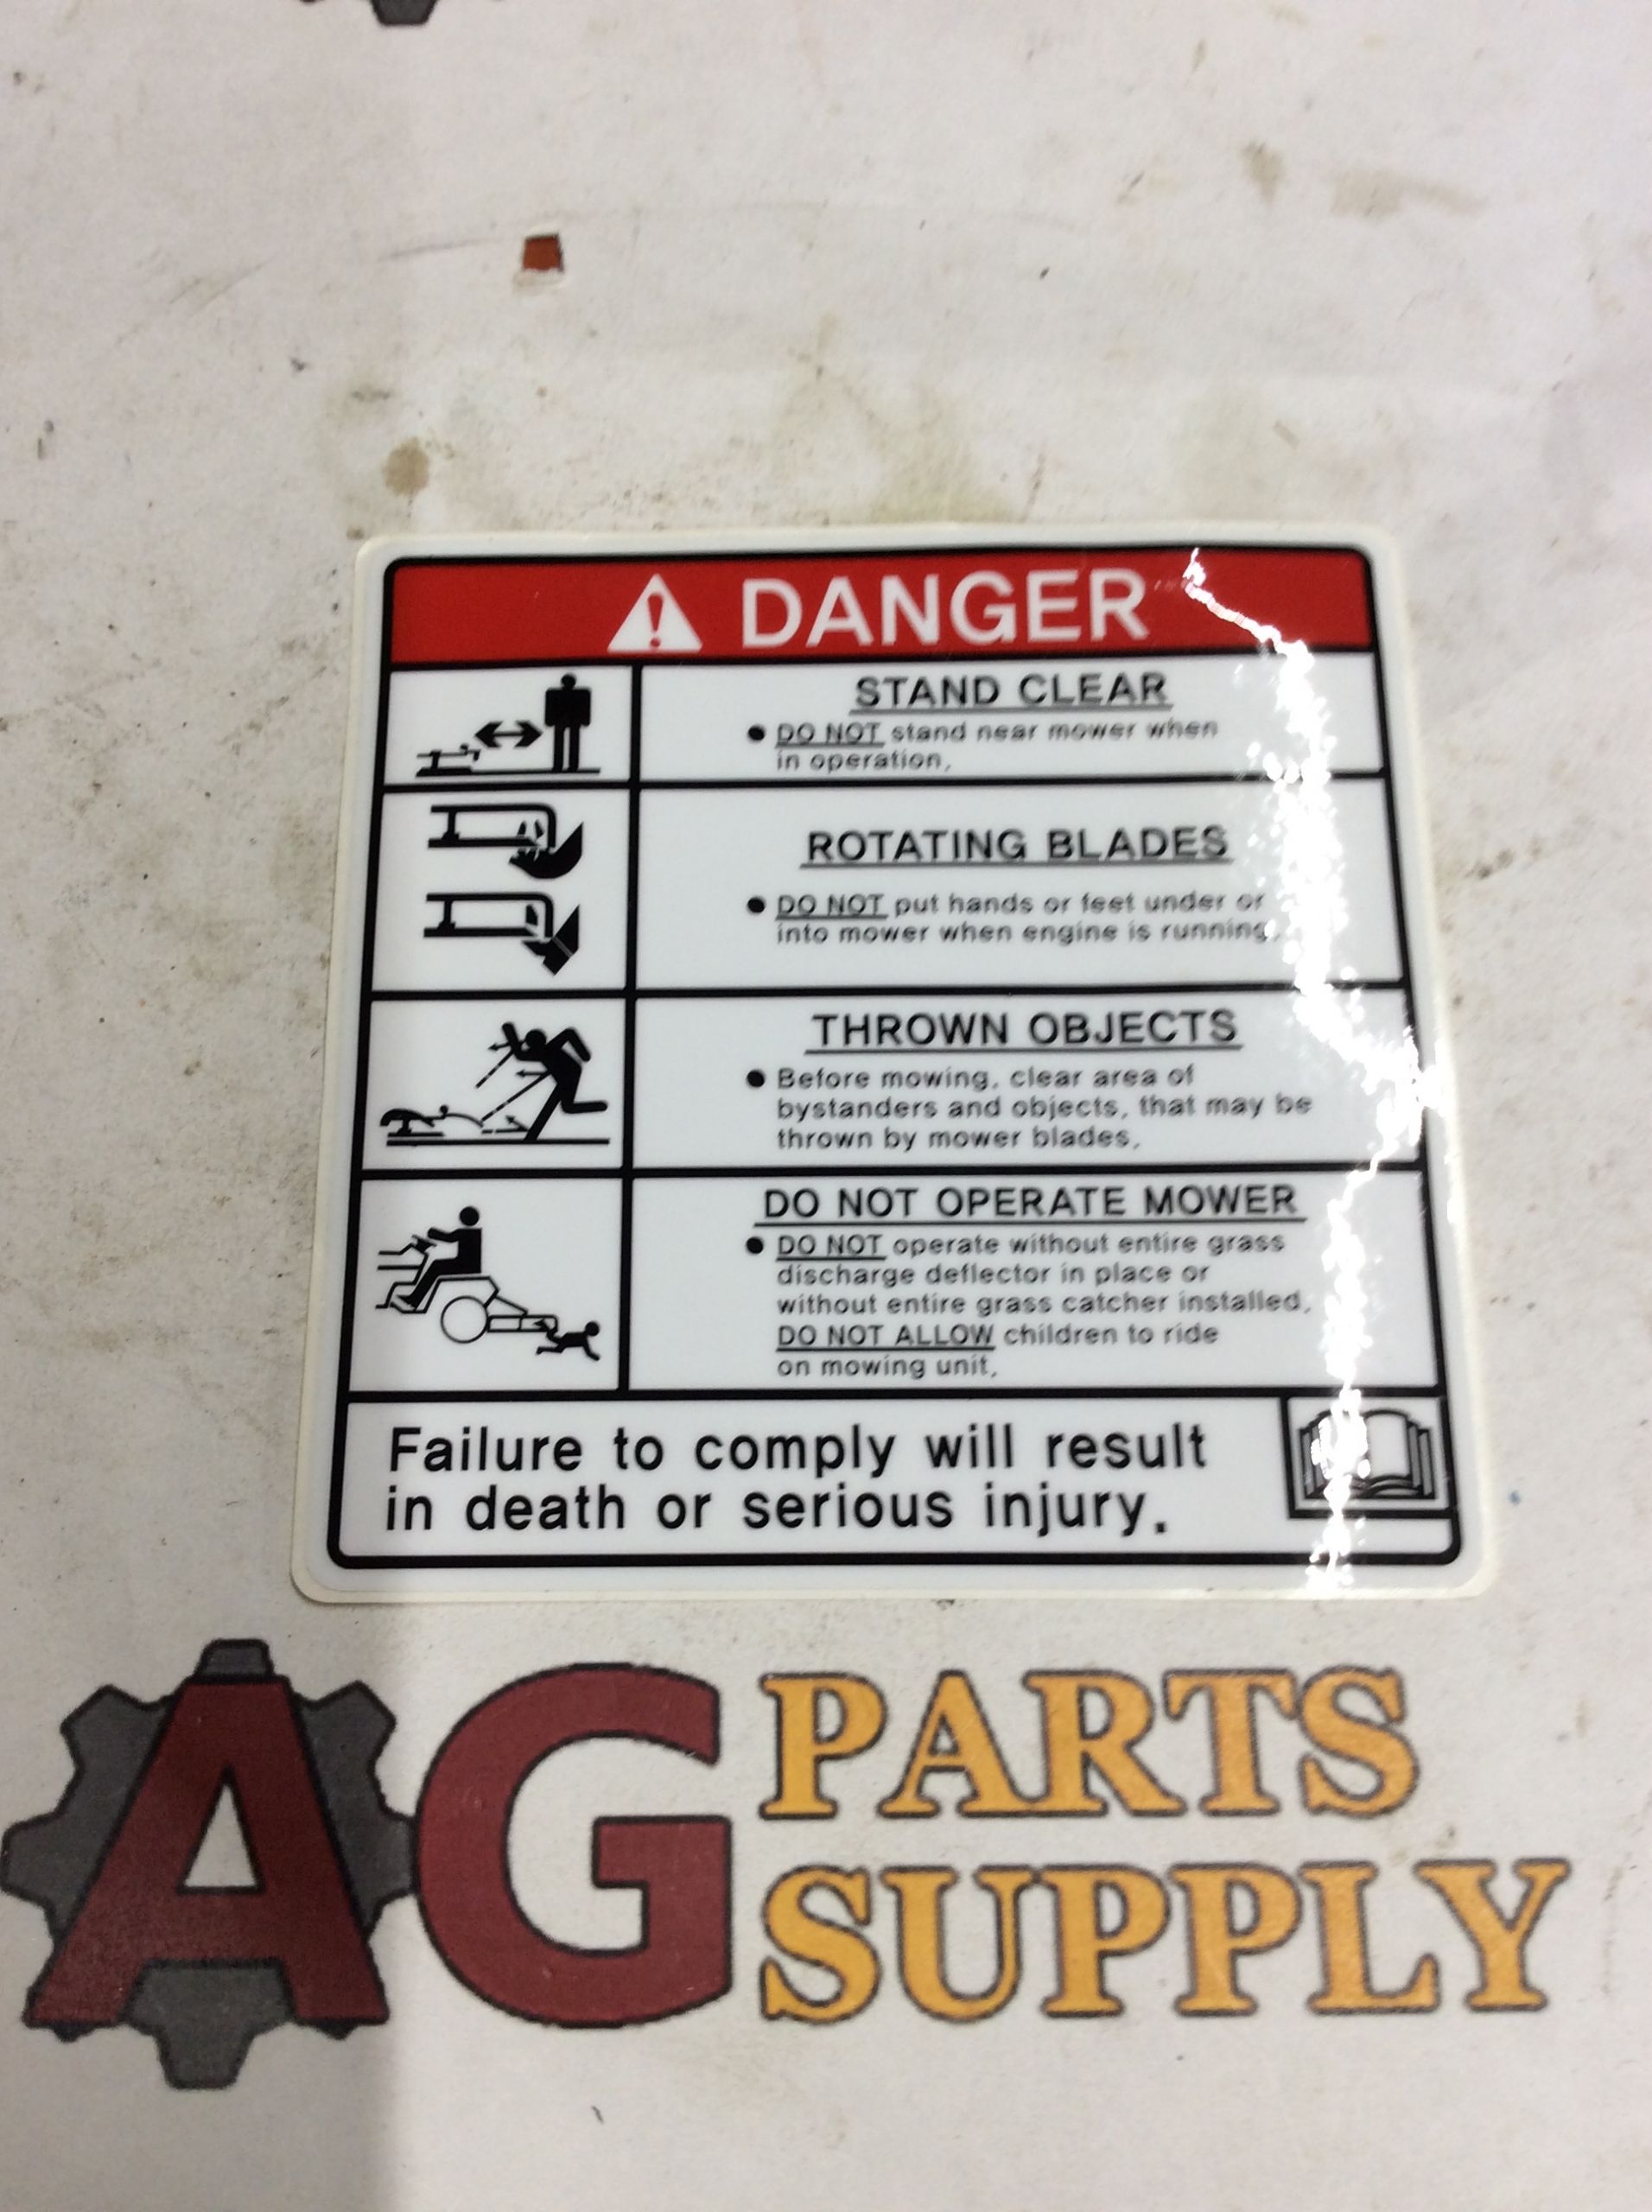 DANGER
STAND CLEAR
● DO NOT stand near mower when
in operation.
ROTATING BLADES
● DO NOT put hands or feet under or
into mower when engine is running.
THROWN OBJECTS
● Before mowing, clear area of
bystanders and objects, that may be
thrown by mower blades.
DO NOT OPERATE MOWER
● DO NOT operate without entire grass
discharge deflector in place or
without entire grass catcher installed.
DO NOT ALLOW children to ride
on mowing unit.
Failure to comply will result
in death or serious injury.
AG PARTS
SUPPLY